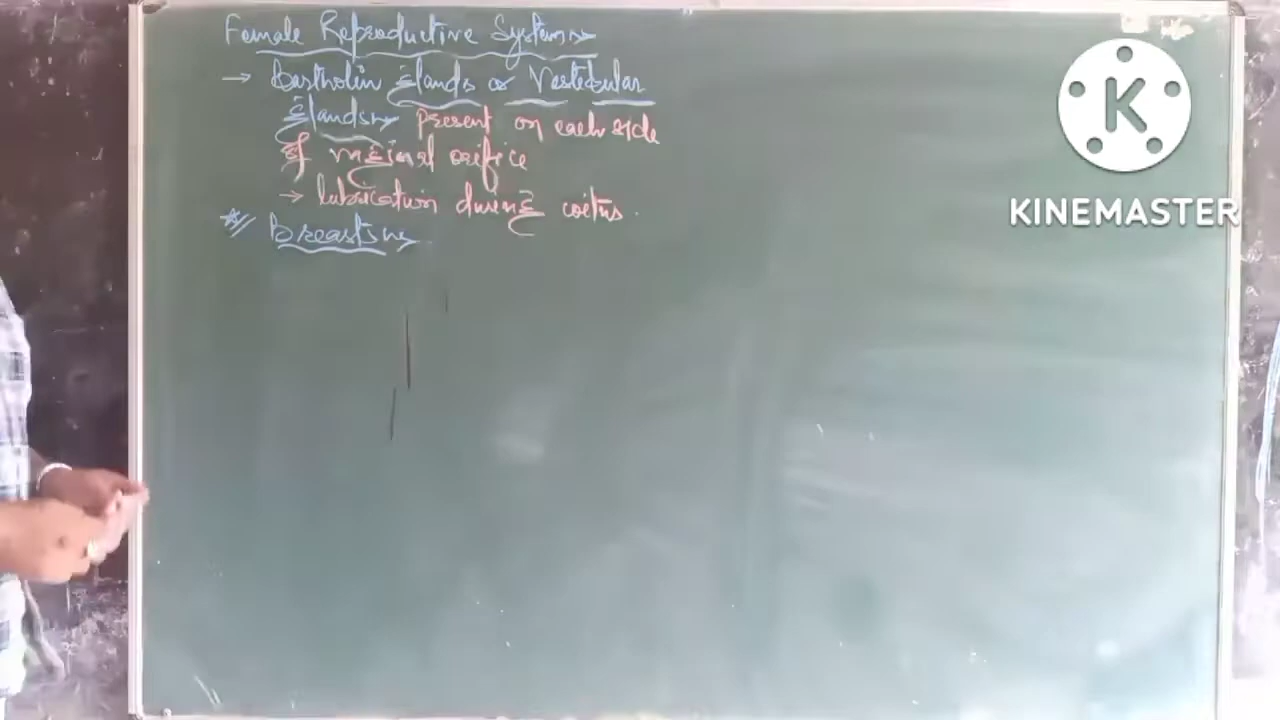 Female Reproductive System
→ Bartholin glands or Vestibular
glands → present on each side
of vaginal orifice
→ lubrication during coitus.
* Breasts
K
KINEMASTER